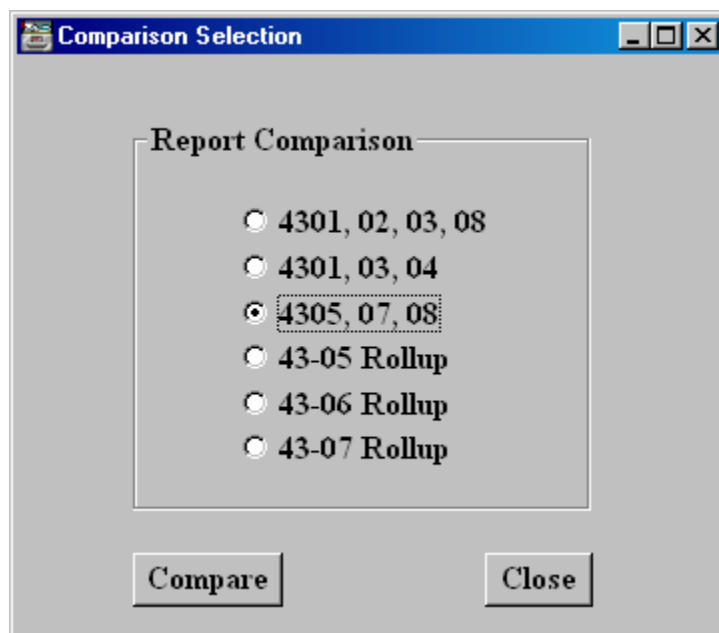 Comparison Selection
Report Comparison
4301, 02, 03, 08
4301, 03, 04
4305, 07, 08
43-05 Rollup
43-06 Rollup
43-07 Rollup
Compare
Close